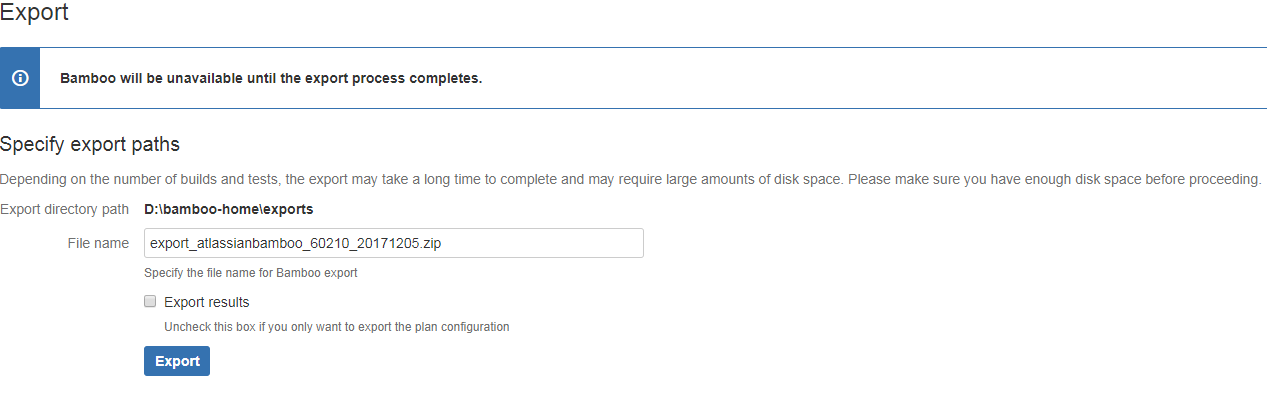 Export
Bamboo will be unavailable until the export process completes.
Specify export paths
Depending on the number of builds and tests, the export may take a long time to complete and may require large amounts of disk space. Please make sure you have enough disk space before proceeding.
Export directory path D:\bamboo-home\exports
File name export_atlassianbamboo_60210_20171205.zip
Specify the file name for Bamboo export
Export results
Uncheck this box if you only want to export the plan configuration
Export